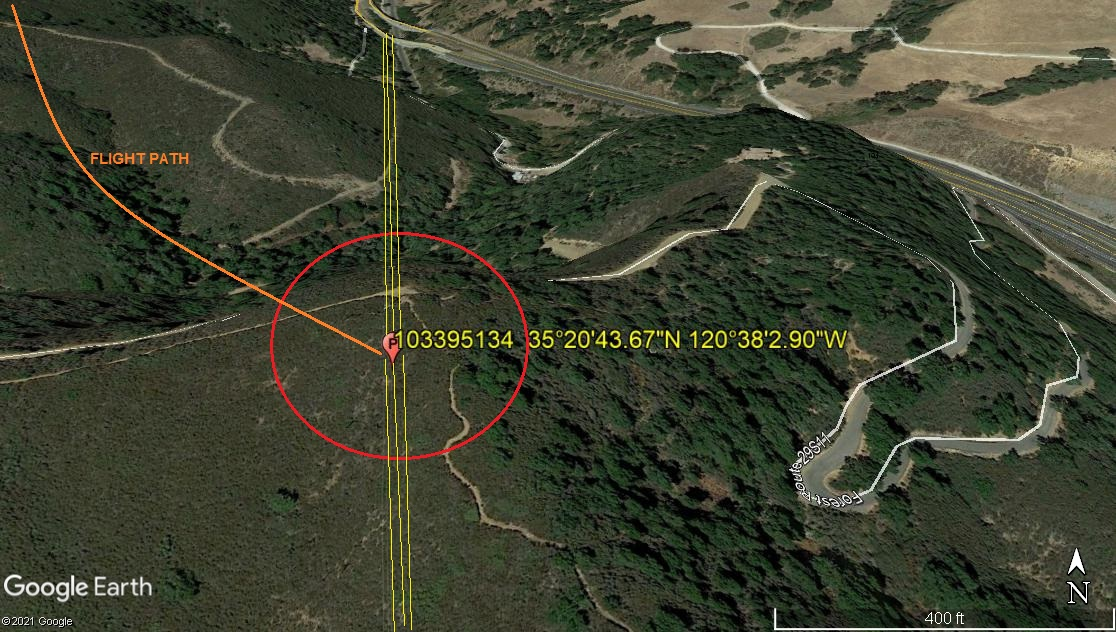 FLIGHT PATH
P
103395134 35°20'43.67"N 120°38'2.90"W
Forest Route 29S11
Google Earth
©2021 Google
N
400 ft